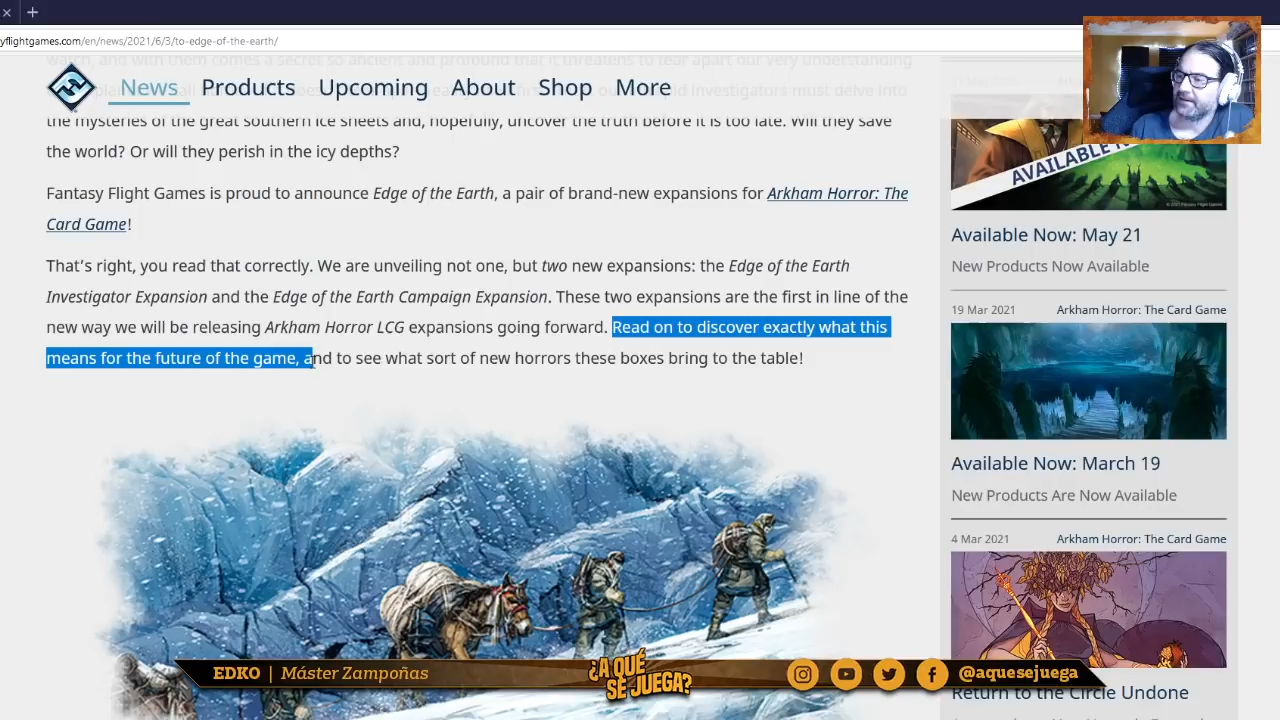 yflightgames.com/en/news/2021/6/3/to-edge-of-the-earth/
News Products Upcoming About Shop More
the mysteries of the great southern ice sheets and, hopefully, uncover the truth before it is too late. Will they save
the world? Or will they perish in the icy depths?
Fantasy Flight Games is proud to announce Edge of the Earth, a pair of brand-new expansions for Arkham Horror: The
Card Game!
That's right, you read that correctly. We are unveiling not one, but two new expansions: the Edge of the Earth
Investigator Expansion and the Edge of the Earth Campaign Expansion. These two expansions are the first in line of the
new way we will be releasing Arkham Horror LCG expansions going forward. Read on to discover exactly what this
means for the future of the game, and to see what sort of new horrors these boxes bring to the table!
AVAILABLE
Available Now: May 21
New Products Now Available
19 Mar 2021 Arkham Horror: The Card Game
Available Now: March 19
New Products Are Now Available
4 Mar 2021 Arkham Horror: The Card Game
Return to the Circle Undone
EDKO | Máster Zampoñas
¿A QUÉ
SE JUEGA?
@aquesejuega